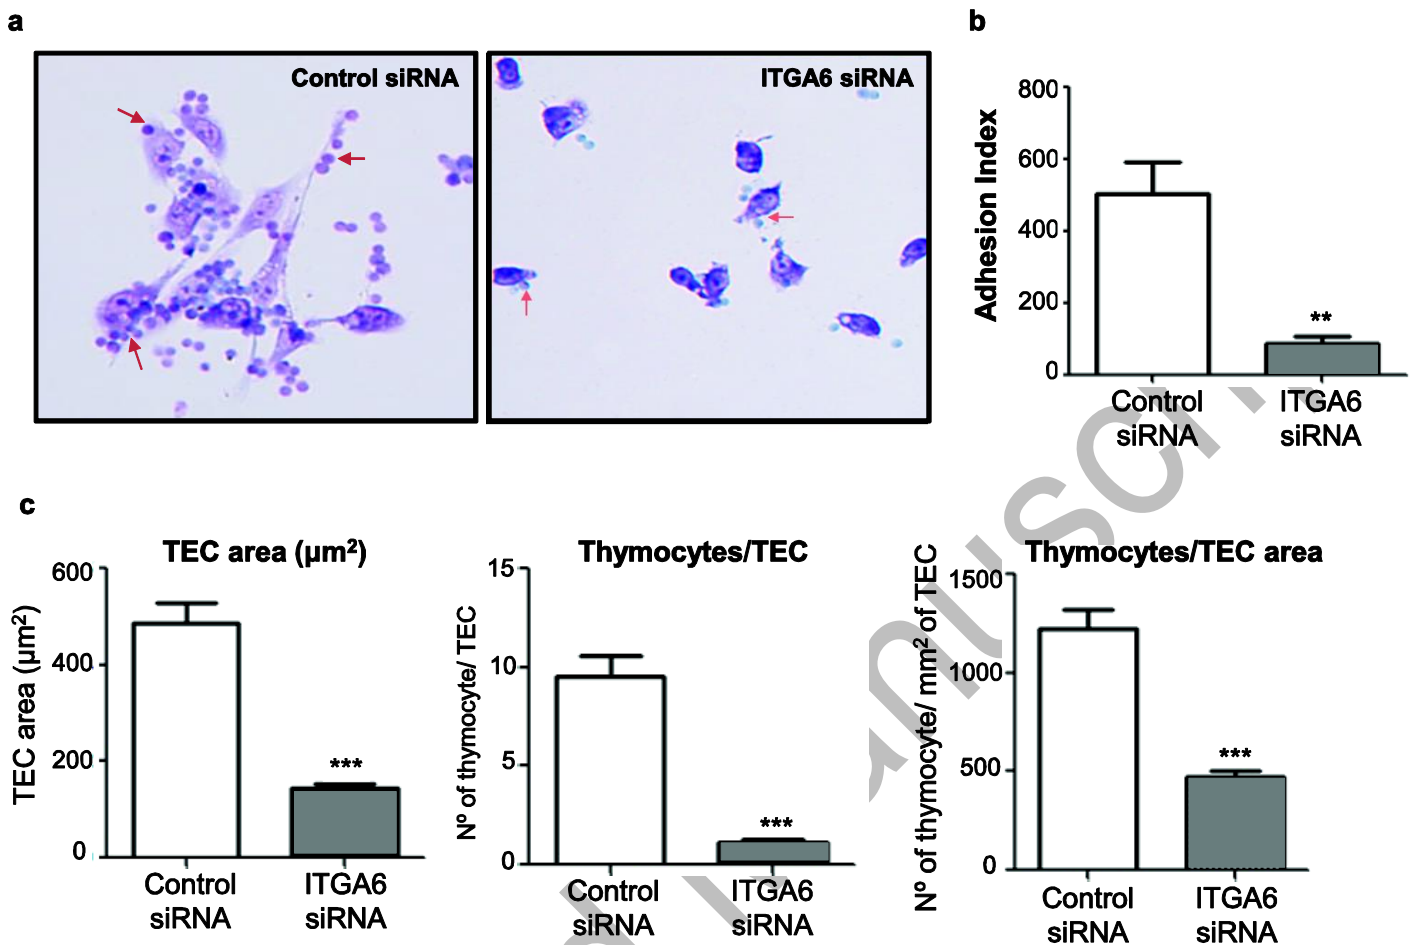 a
Control siRNA
ITGA6 siRNA
b
Adhesion Index
800
600
400
200
0
**
Control
siRNA
ITGA6
siRNA
c
TEC area (µm²)
TEC area (µm²)
600
400
200
0
***
Control
siRNA
ITGA6
siRNA
Thymocytes/TEC
Nº of thymocyte/ TEC
15
10
5
0
***
Control
siRNA
ITGA6
siRNA
Thymocytes/TEC area
Nº of thymocyte/ mm² of TEC
1500
1000
500
0
***
Control
siRNA
ITGA6
siRNA